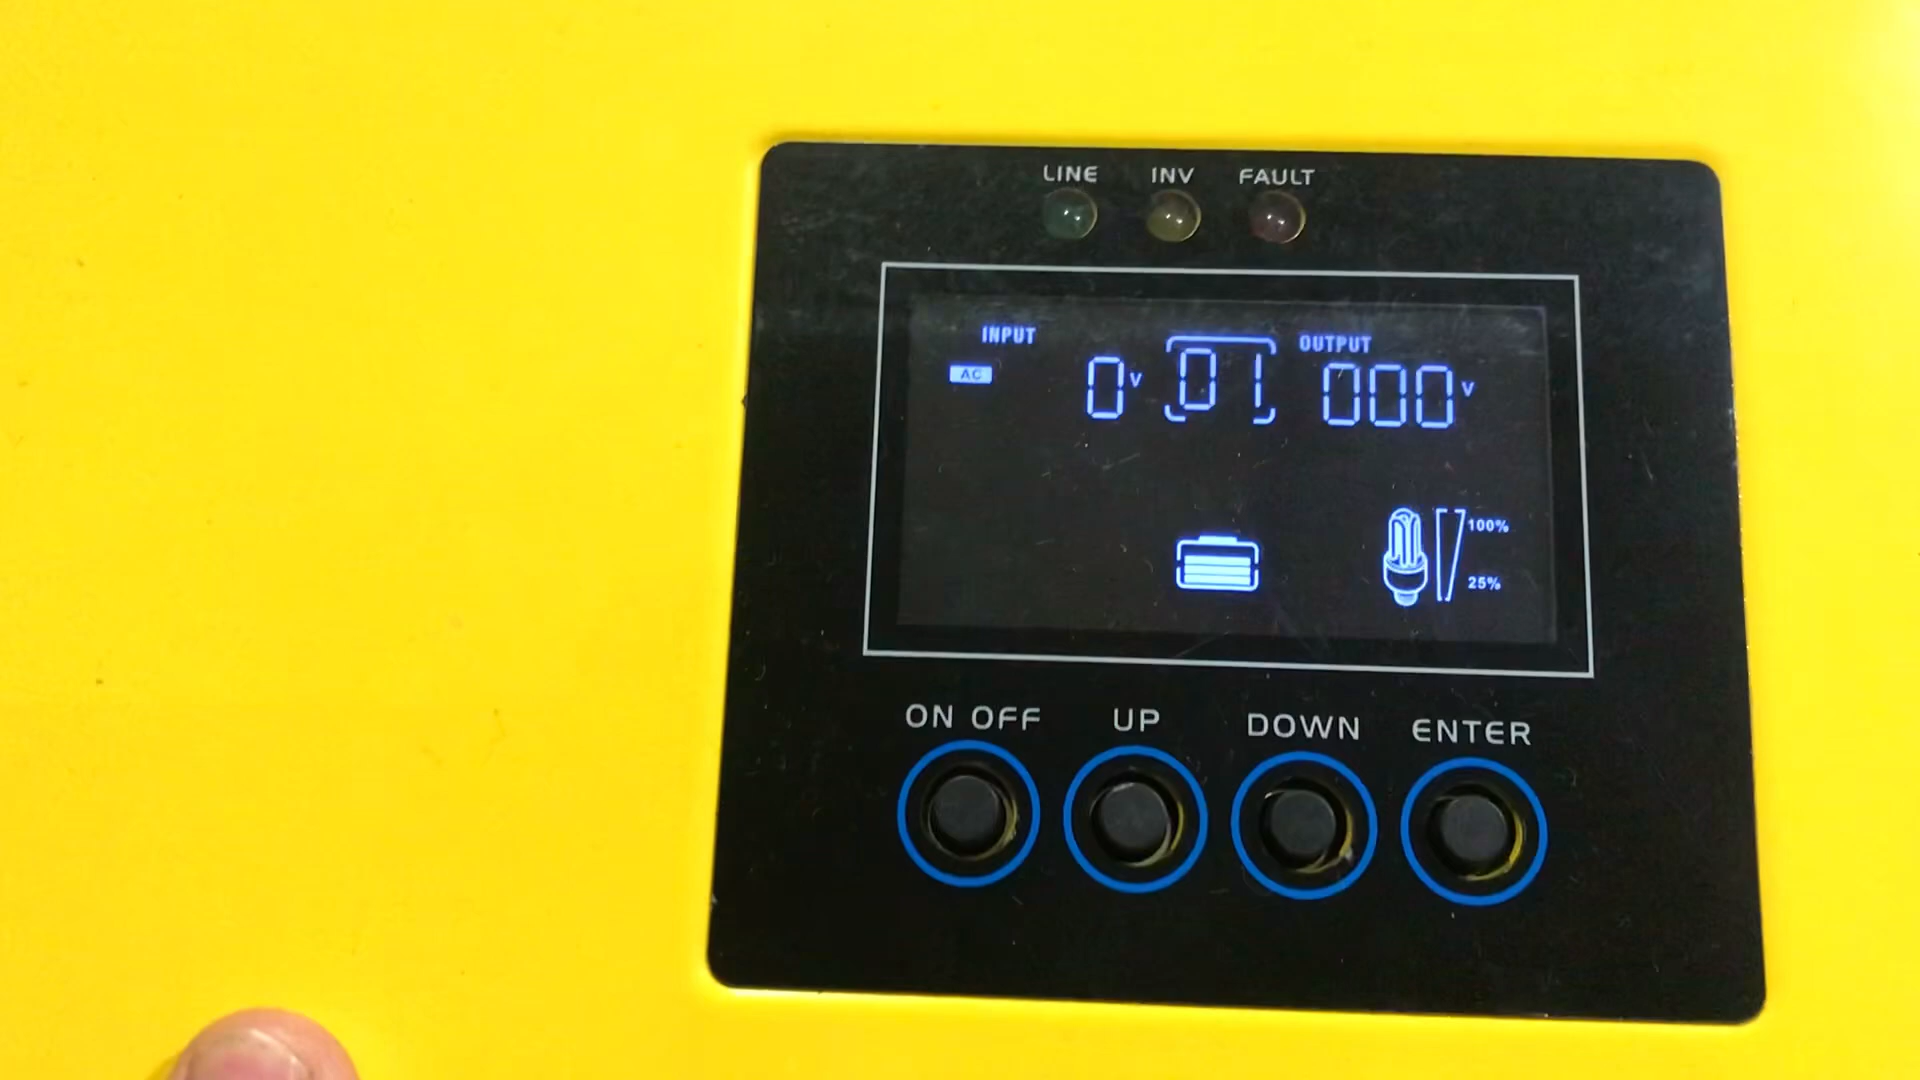 LINE INV FAULT
INPUT OUTPUT
AC 0V 01 000V
100%
25%
ON OFF UP DOWN ENTER